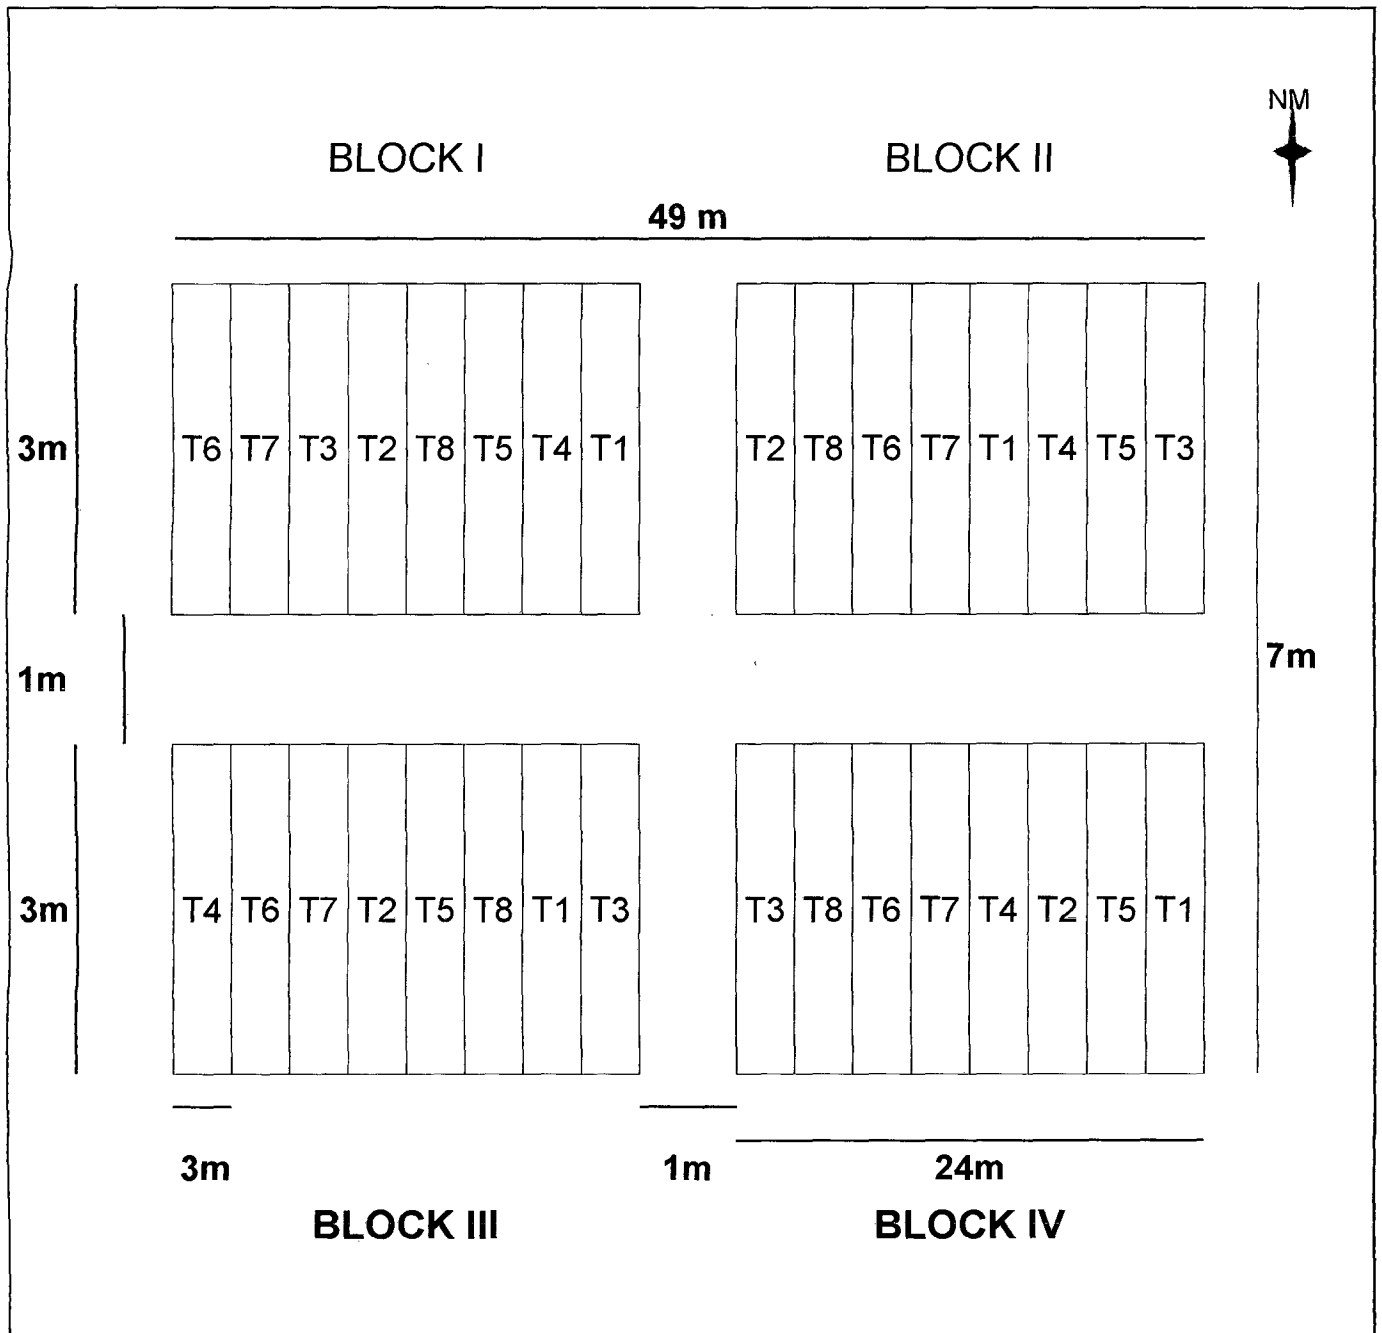 NM
BLOCK I BLOCK II
49 m
3m T6 T7 T3 T2 T8 T5 T4 T1 T2 T8 T6 T7 T1 T4 T5 T3
1m 7m
3m T4 T6 T7 T2 T5 T8 T1 T3 T3 T8 T6 T7 T4 T2 T5 T1
3m 1m 24m
BLOCK III BLOCK IV